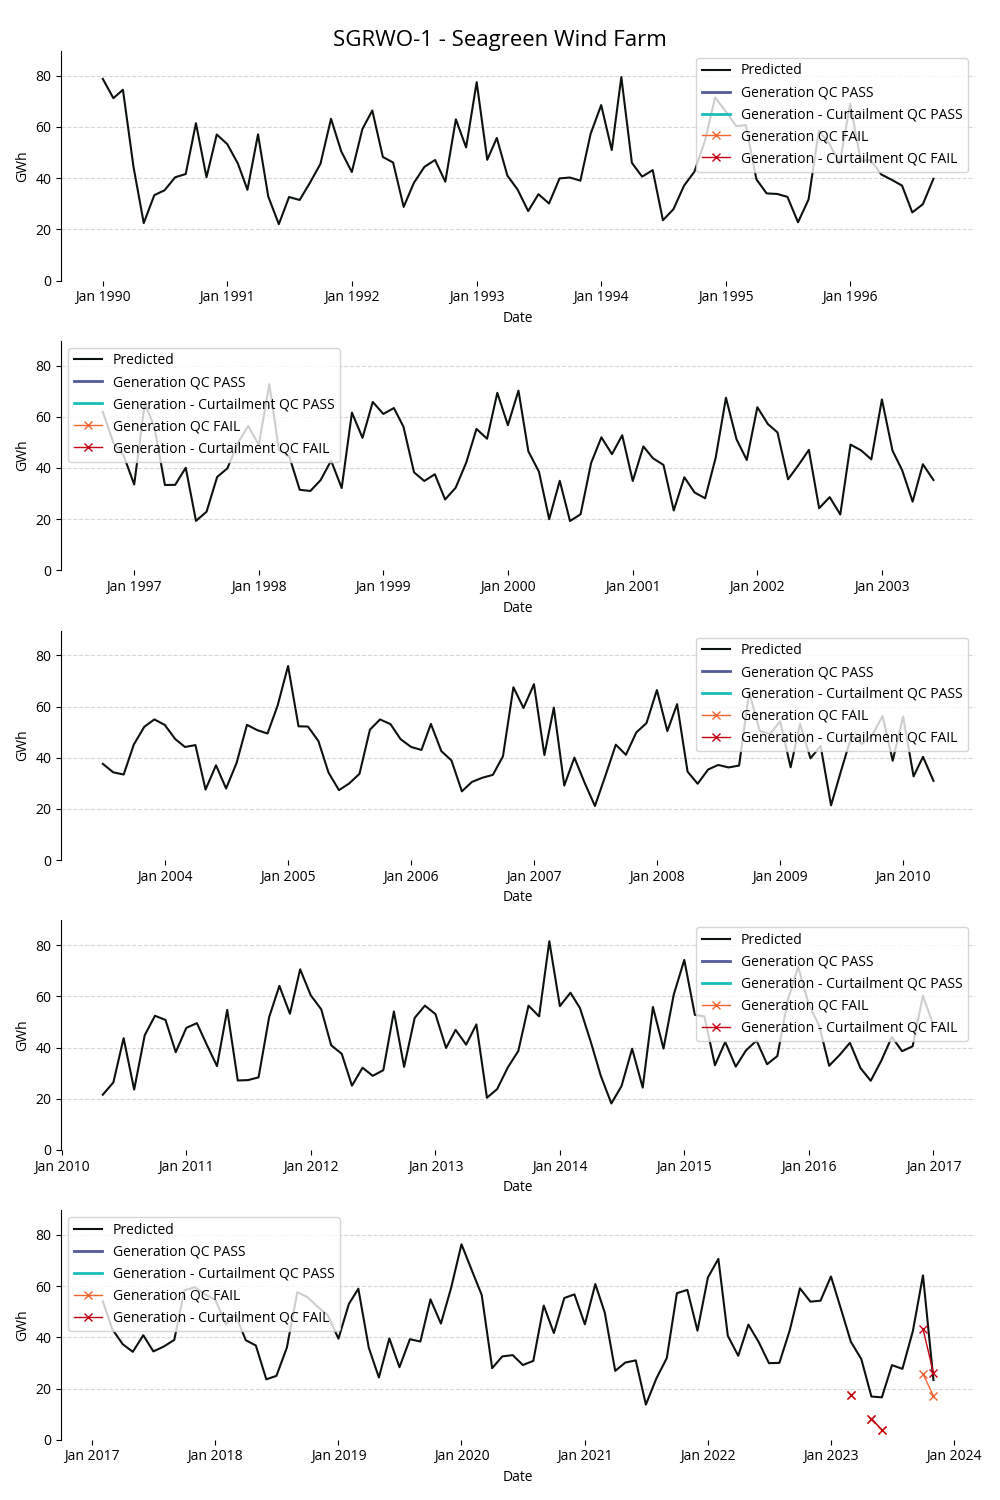 SGRWO-1 - Seagreen Wind Farm
80
60
40
20
0
GWh
Predicted
Generation QC PASS
Generation - Curtailment QC PASS
Generation QC FAIL
Generation - Curtailment QC FAIL
Jan 1990 Jan 1991 Jan 1992 Jan 1993 Jan 1994 Jan 1995 Jan 1996
Date
80
60
40
20
0
GWh
Predicted
Generation QC PASS
Generation - Curtailment QC PASS
Generation QC FAIL
Generation - Curtailment QC FAIL
Jan 1997 Jan 1998 Jan 1999 Jan 2000 Jan 2001 Jan 2002 Jan 2003
Date
80
60
40
20
0
GWh
Predicted
Generation QC PASS
Generation - Curtailment QC PASS
Generation QC FAIL
Generation - Curtailment QC FAIL
Jan 2004 Jan 2005 Jan 2006 Jan 2007 Jan 2008 Jan 2009 Jan 2010
Date
80
60
40
20
0
GWh
Predicted
Generation QC PASS
Generation - Curtailment QC PASS
Generation QC FAIL
Generation - Curtailment QC FAIL
Jan 2010 Jan 2011 Jan 2012 Jan 2013 Jan 2014 Jan 2015 Jan 2016 Jan 2017
Date
80
60
40
20
0
GWh
Predicted
Generation QC PASS
Generation - Curtailment QC PASS
Generation QC FAIL
Generation - Curtailment QC FAIL
Jan 2017 Jan 2018 Jan 2019 Jan 2020 Jan 2021 Jan 2022 Jan 2023 Jan 2024
Date